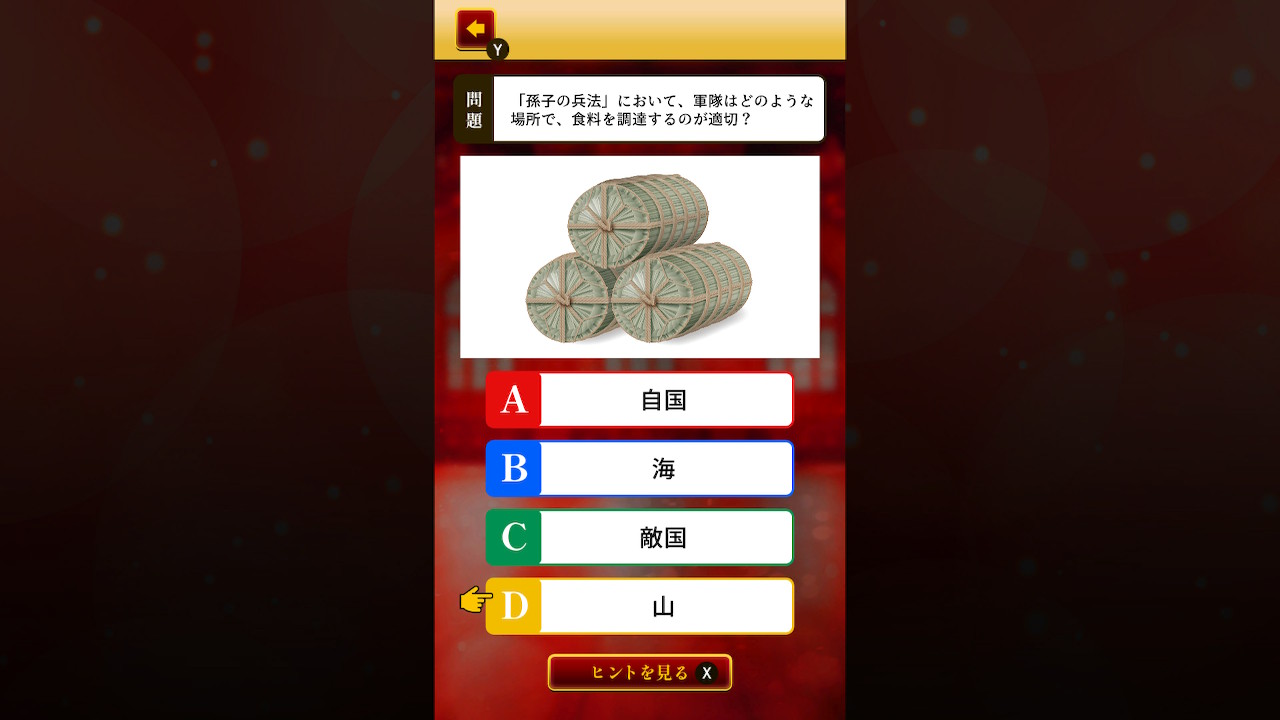 Y
問題
「孫子の兵法」において、軍隊はどのような
場所で、食料を調達するのが適切？
A 自国
B 海
C 敵国
D 山
ヒントを見る X